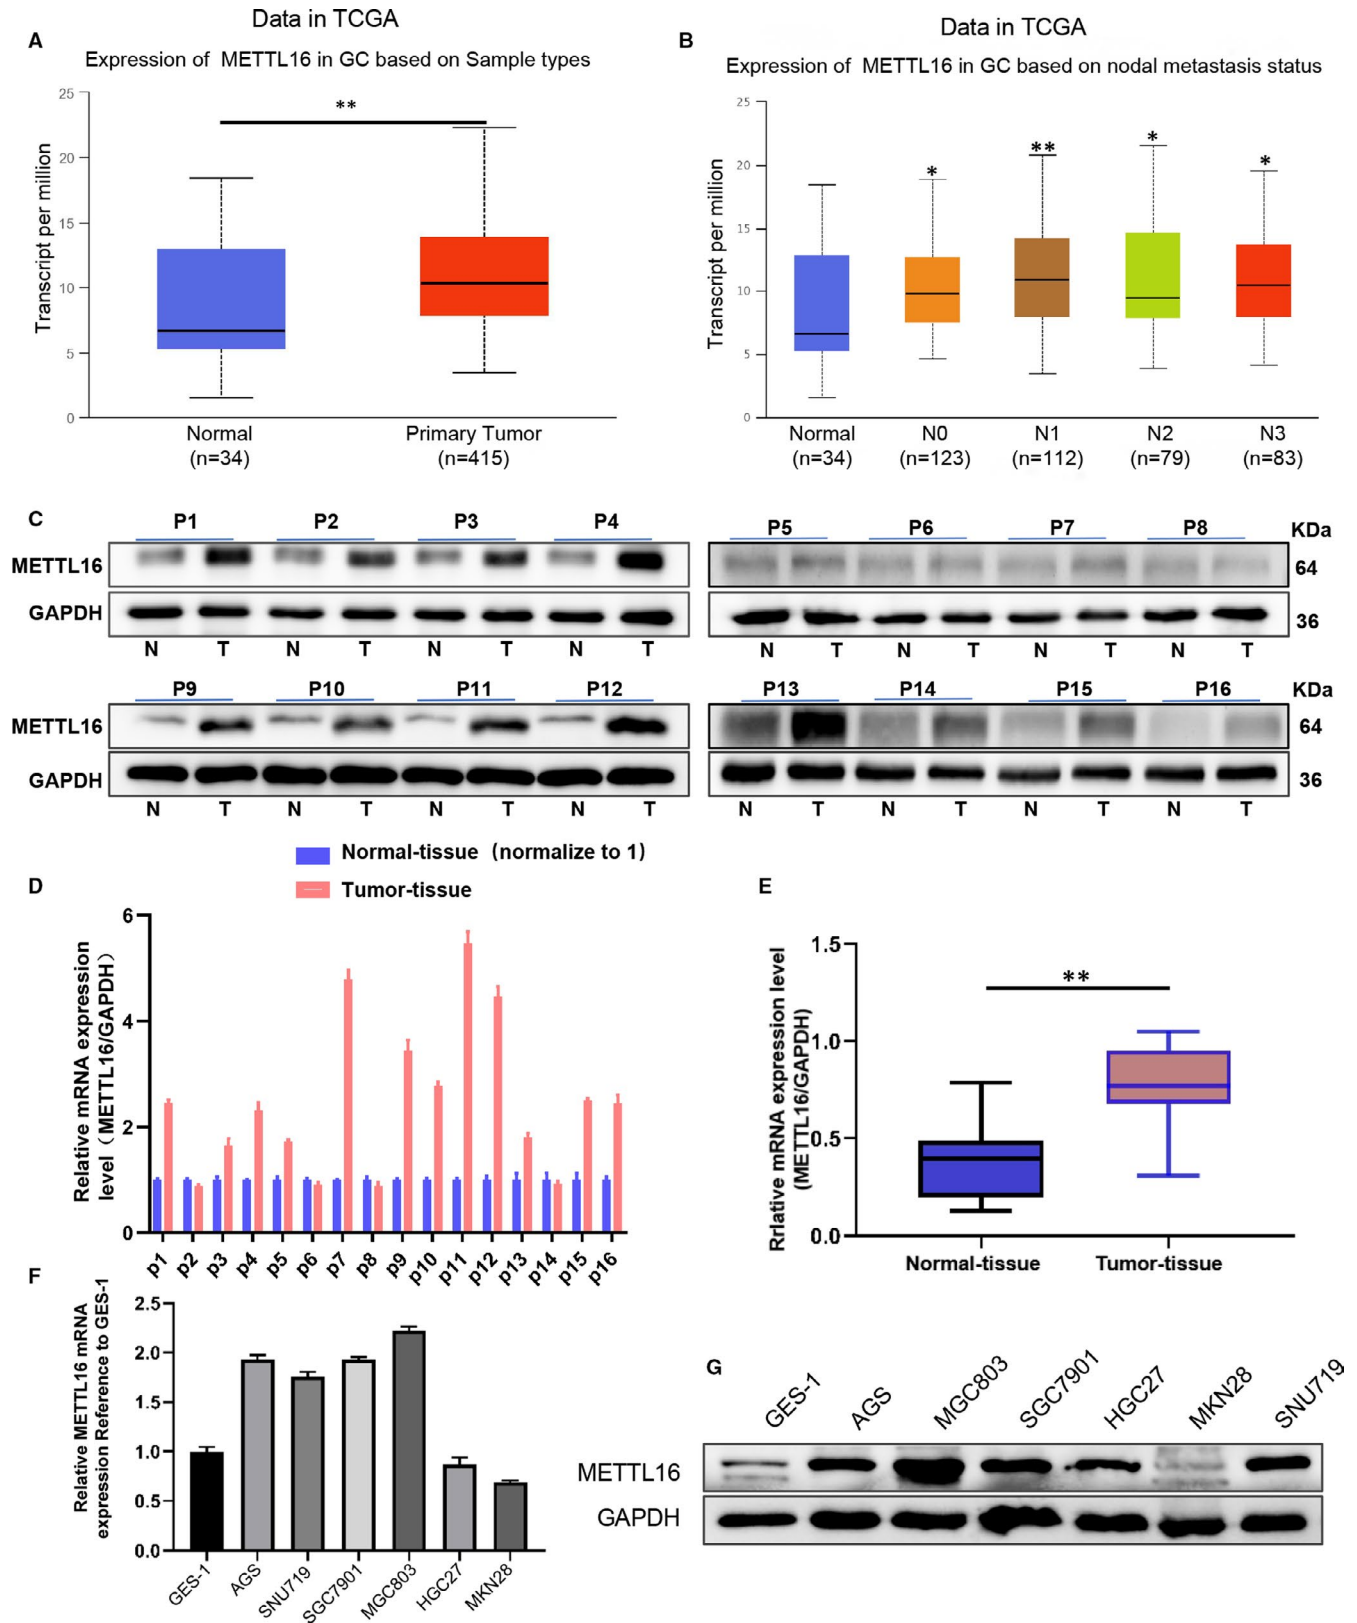 A
Data in TCGA
Expression of METTL16 in GC based on Sample types
**
25
20
15
10
5
0
Transcript per million
Normal
(n=34)
Primary Tumor
(n=415)
B
Data in TCGA
Expression of METTL16 in GC based on nodal metastasis status
25
20
15
10
5
0
Transcript per million
*
**
*
*
Normal
(n=34)
N0
(n=123)
N1
(n=112)
N2
(n=79)
N3
(n=83)
C
P1 P2 P3 P4
METTL16
GAPDH
N T N T N T N T
P5 P6 P7 P8 KDa
64
36
N T N T N T N T
P9 P10 P11 P12
METTL16
GAPDH
N T N T N T N T
P13 P14 P15 P16 KDa
64
36
N T N T N T N T
Normal-tissue (normalize to 1)
Tumor-tissue
D
Relative mRNA expression
level (METTL16/GAPDH)
6
4
2
0
p1 p2 p3 p4 p5 p6 p7 p8 p9 p10 p11 p12 p13 p14 p15 p16
E
Rrlative mRNA expression level
(METTL16/GAPDH)
1.5
1.0
0.5
0.0
**
Normal-tissue Tumor-tissue
F
Relative METTL16 mRNA
expression Reference to GES-1
2.5
2.0
1.5
1.0
0.5
0.0
GES-1 AGS SNU719 SGC7901 MGC803 HGC27 MKN28
G
GES-1 AGS MGC803 SGC7901 HGC27 MKN28 SNU719
METTL16
GAPDH